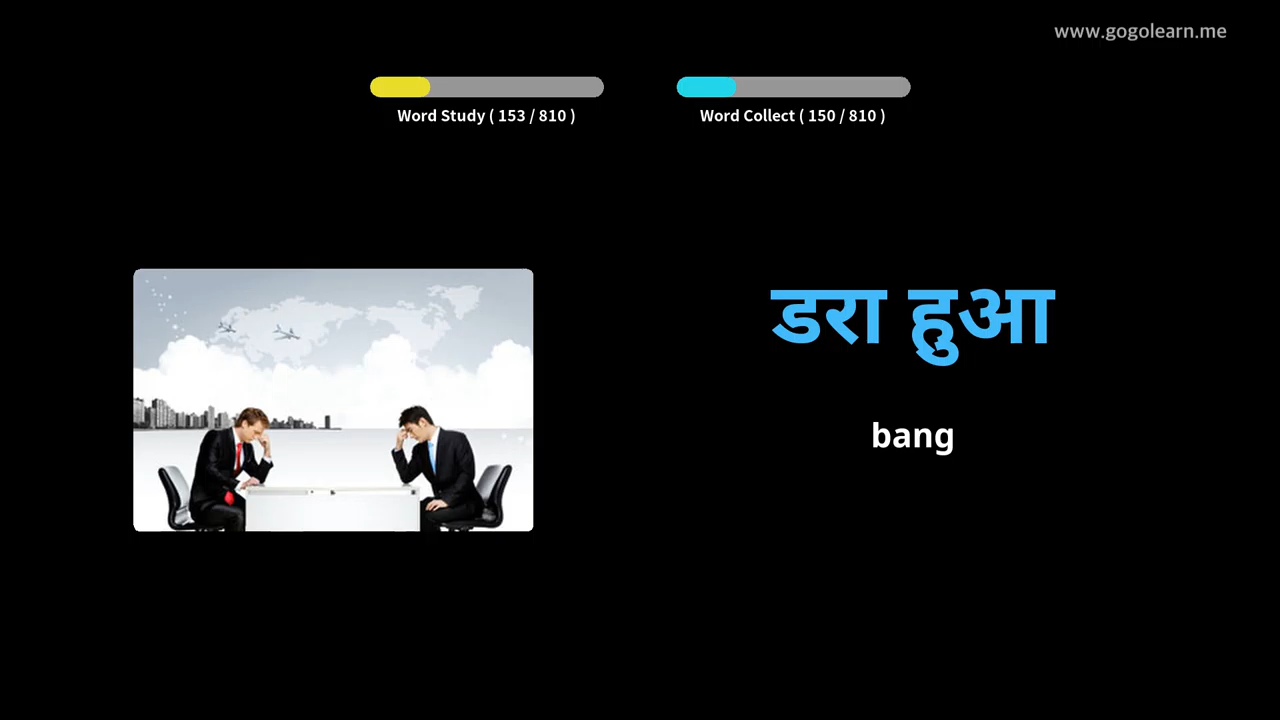 www.gogolearn.me
Word Study ( 153 / 810 )
Word Collect ( 150 / 810 )
डरा हुआ
bang